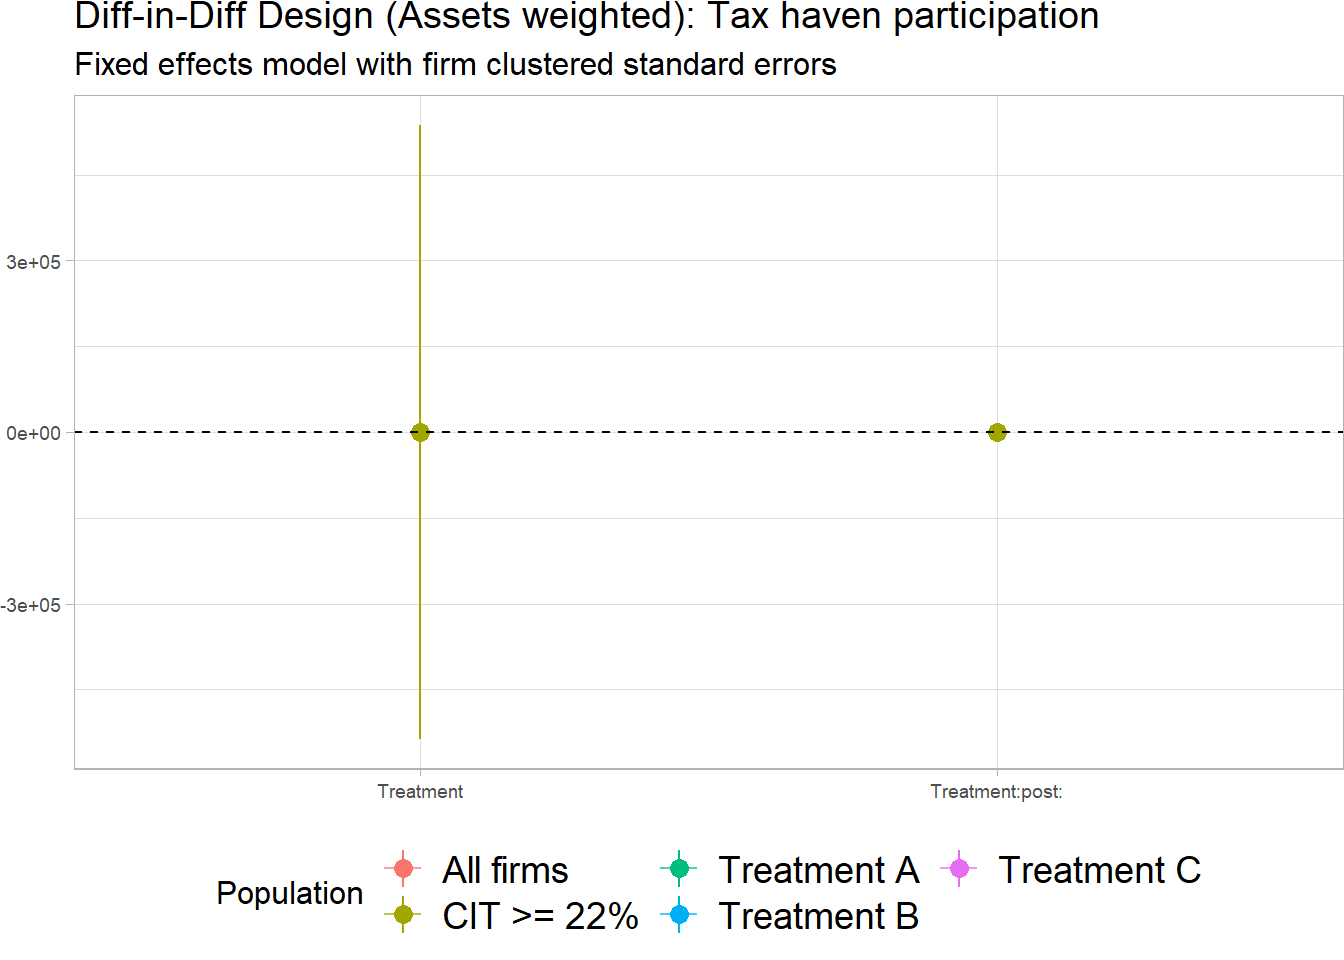 Diff-in-Diff Design (Assets weighted): Tax haven participation
Fixed effects model with firm clustered standard errors
3e+05
0e+00
-3e+05
Treatment
Treatment:post:
Population
All firms
Treatment A
Treatment C
CIT >= 22%
Treatment B